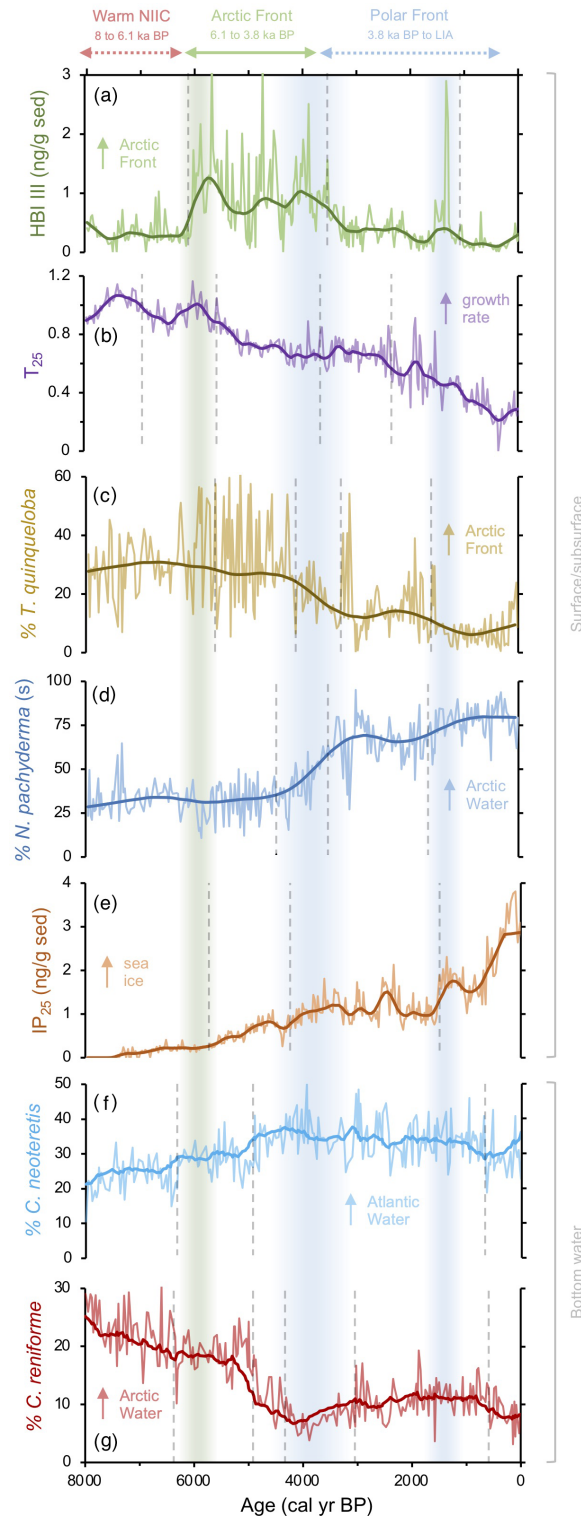 Warm NIIC
8 to 6.1 ka BP
Arctic Front
6.1 to 3.8 ka BP
Polar Front
3.8 ka BP to LIA
(a)
HBI III (ng/g sed)
3
2
1
0
Arctic
Front
(b)
T25
1.2
0.8
0.4
0
growth
rate
(c)
% T. quinqueloba
60
40
20
0
Arctic
Front
Surface/subsurface
(d)
% N. pachyderma (s)
100
75
50
25
0
Arctic
Water
(e)
IP25 (ng/g sed)
4
3
2
1
0
sea
ice
(f)
% C. neoteretis
50
40
30
20
10
0
Atlantic
Water
Bottom water
(g)
% C. reniforme
30
20
10
0
Arctic
Water
8000 6000 4000 2000 0
Age (cal yr BP)